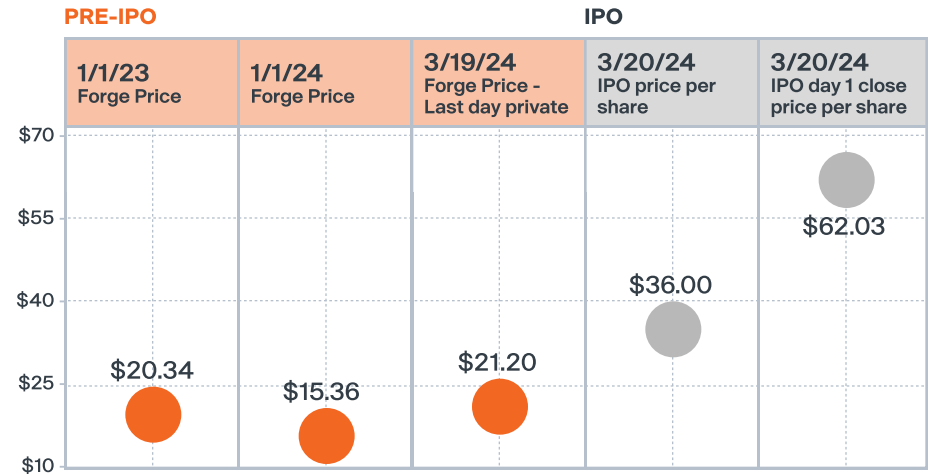 PRE-IPO
IPO
1/1/23
Forge Price
1/1/24
Forge Price
3/19/24
Forge Price -
Last day private
3/20/24
IPO price per
share
3/20/24
IPO day 1 close
price per share
$70
$55
$40
$25
$10
$20.34
$15.36
$21.20
$36.00
$62.03